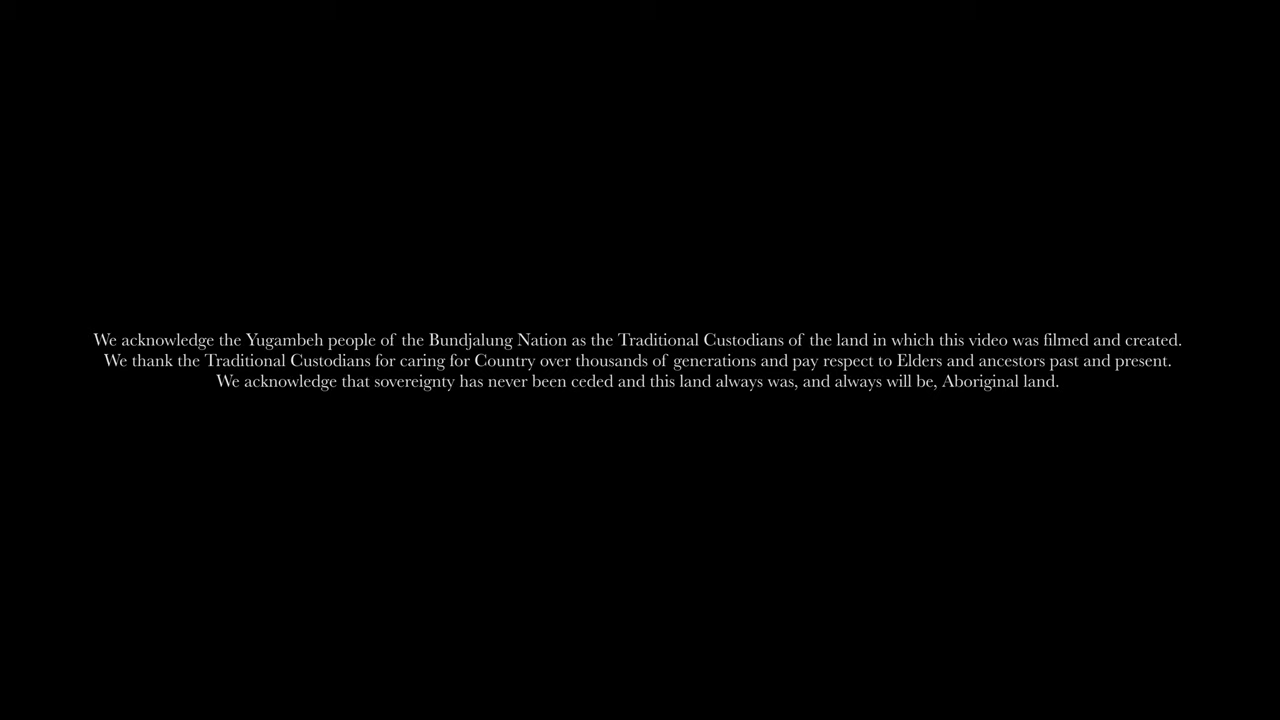 We acknowledge the Yugambeh people of the Bundjalung Nation as the Traditional Custodians of the land in which this video was filmed and created.
We thank the Traditional Custodians for caring for Country over thousands of generations and pay respect to Elders and ancestors past and present.
We acknowledge that sovereignty has never been ceded and this land always was, and always will be, Aboriginal land.